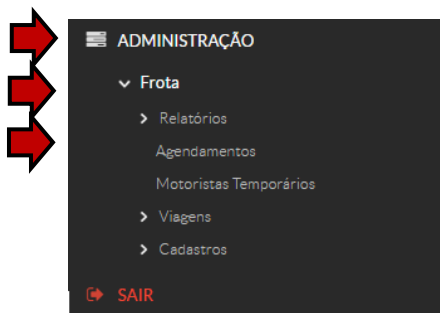 ADMINISTRAÇÃO
Frota
Relatórios
Agendamentos
Motoristas Temporários
Viagens
Cadastros
SAIR